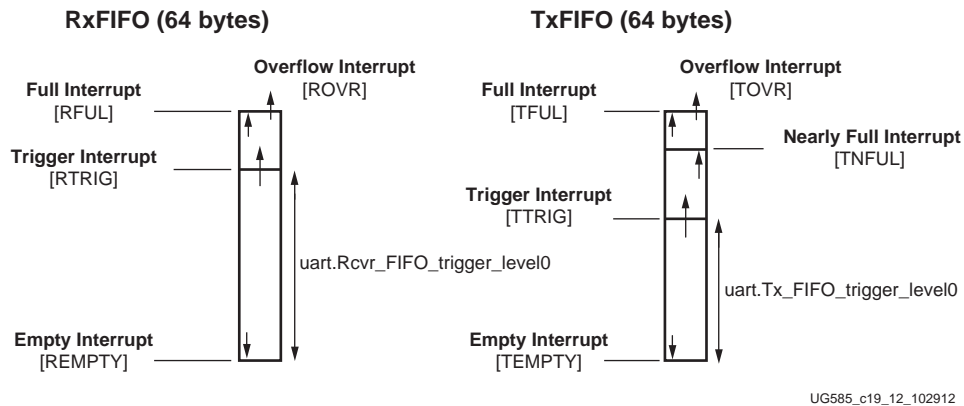 RxFIFO (64 bytes)
TxFIFO (64 bytes)
Overflow Interrupt
[ROVR]
Full Interrupt
[RFUL]
Trigger Interrupt
[RTRIG]
uart.Rcvr_FIFO_trigger_level0
Empty Interrupt
[REMPTY]
Overflow Interrupt
[TOVR]
Full Interrupt
[TFUL]
Nearly Full Interrupt
[TNFUL]
Trigger Interrupt
[TTRIG]
uart.Tx_FIFO_trigger_level0
Empty Interrupt
[TEMPTY]
UG585_c19_12_102912